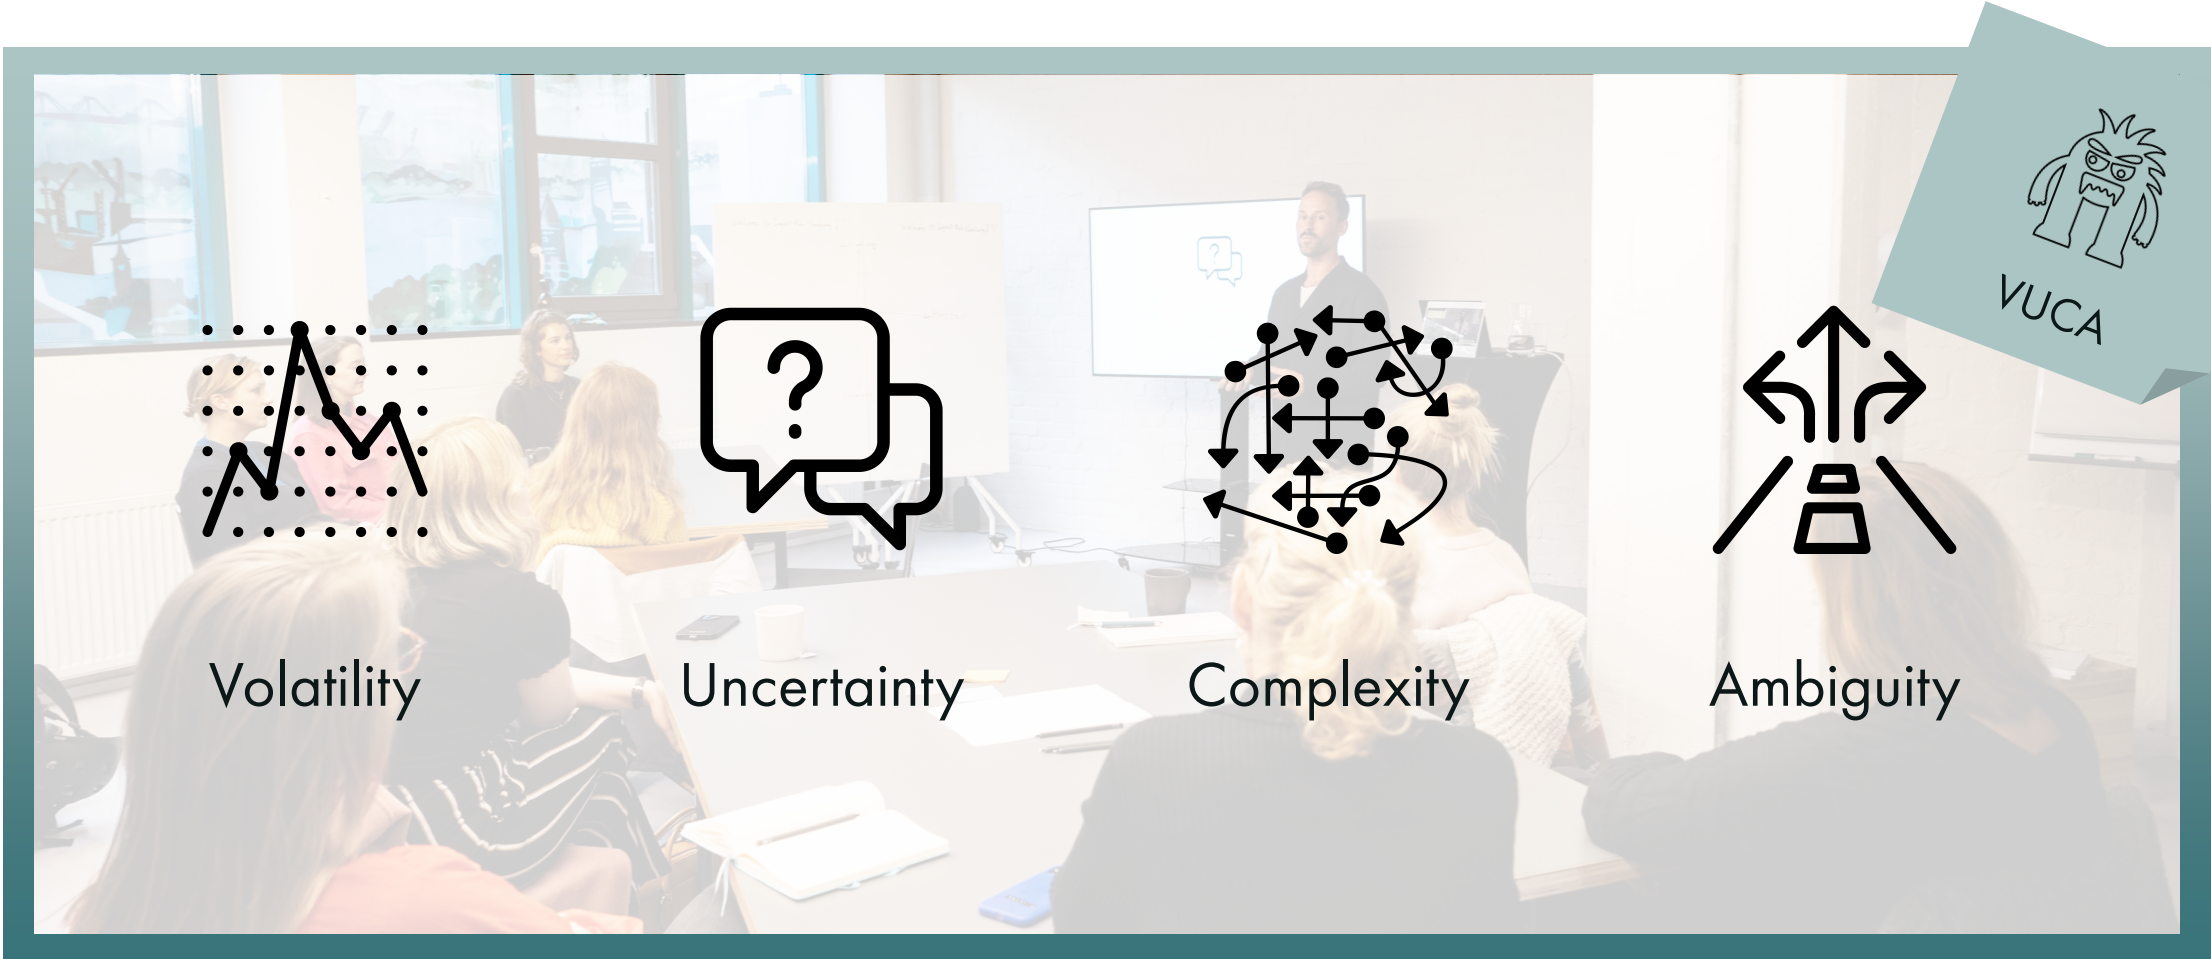 VUCA
?
?
Volatility
Uncertainty
Complexity
Ambiguity